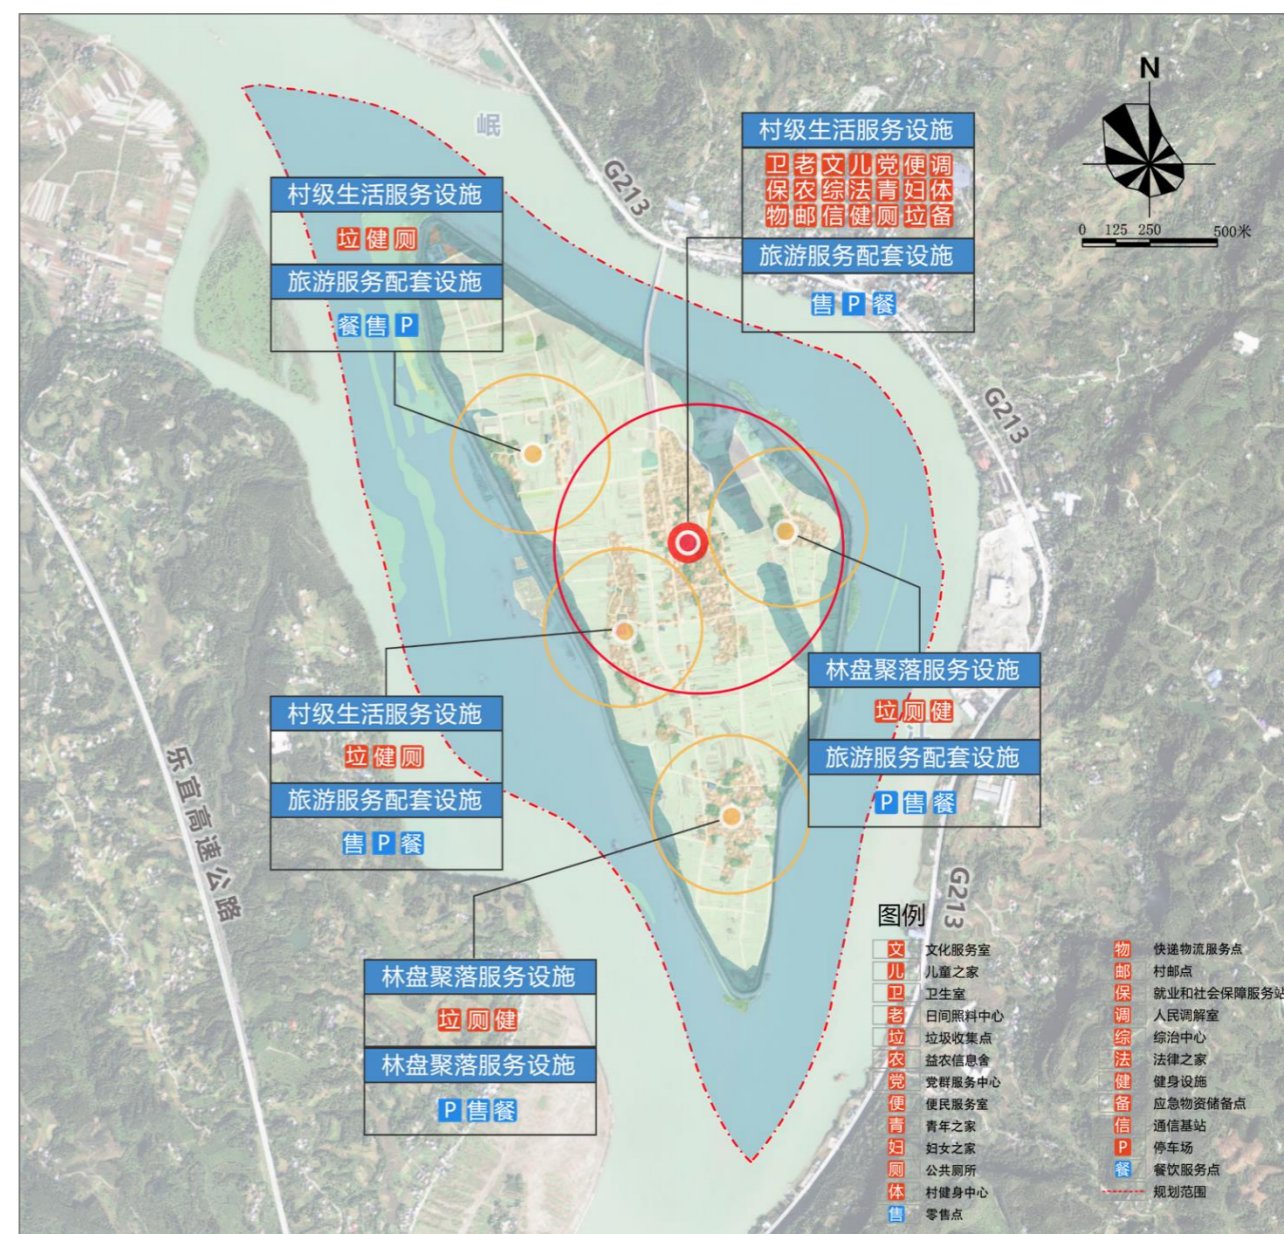 N
0 125 250 500米
岷
江
G213
G213
G213
乐宜高速公路
村级生活服务设施
垃健厕
旅游服务配套设施
餐售P
村级生活服务设施
卫老文儿党便调
保农综法青妇体
物邮信健厕垃备
旅游服务配套设施
售P餐
村级生活服务设施
垃健厕
旅游服务配套设施
售P餐
林盘聚落服务设施
垃厕健
旅游服务配套设施
P售餐
林盘聚落服务设施
垃厕健
林盘聚落服务设施
P售餐
图例
文 文化服务室
儿 儿童之家
卫 卫生室
老 日间照料中心
垃 垃圾收集点
农 益农信息舍
党 党群服务中心
便 便民服务室
青 青年之家
妇 妇女之家
厕 公共厕所
体 村健身中心
售 零售点
物 快递物流服务点
邮 村邮点
保 就业和社会保障服务站
调 人民调解室
综 综治中心
法 法律之家
健 健身设施
备 应急物资储备点
信 通信基站
P 停车场
餐 餐饮服务点
规划范围